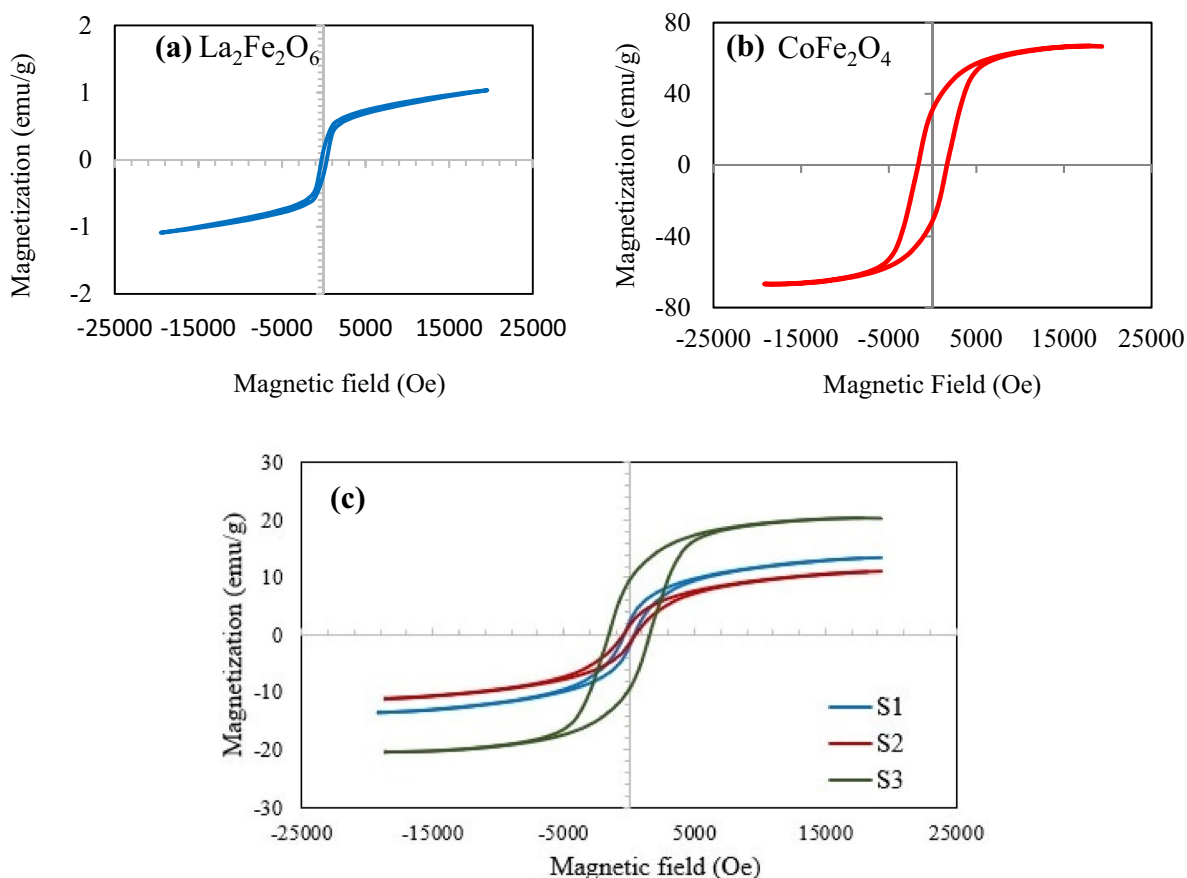 (a) La₂Fe₂O₆
Magnetization (emu/g)
2
1
0
-1
-2
-25000 -15000 -5000 5000 15000 25000
Magnetic field (Oe)
(b) CoFe₂O₄
Magnetization (emu/g)
80
40
0
-40
-80
-25000 -15000 -5000 5000 15000 25000
Magnetic Field (Oe)
(c)
Magnetization (emu/g)
30
20
10
0
-10
-20
-30
S1
S2
S3
-25000 -15000 -5000 5000 15000 25000
Magnetic field (Oe)